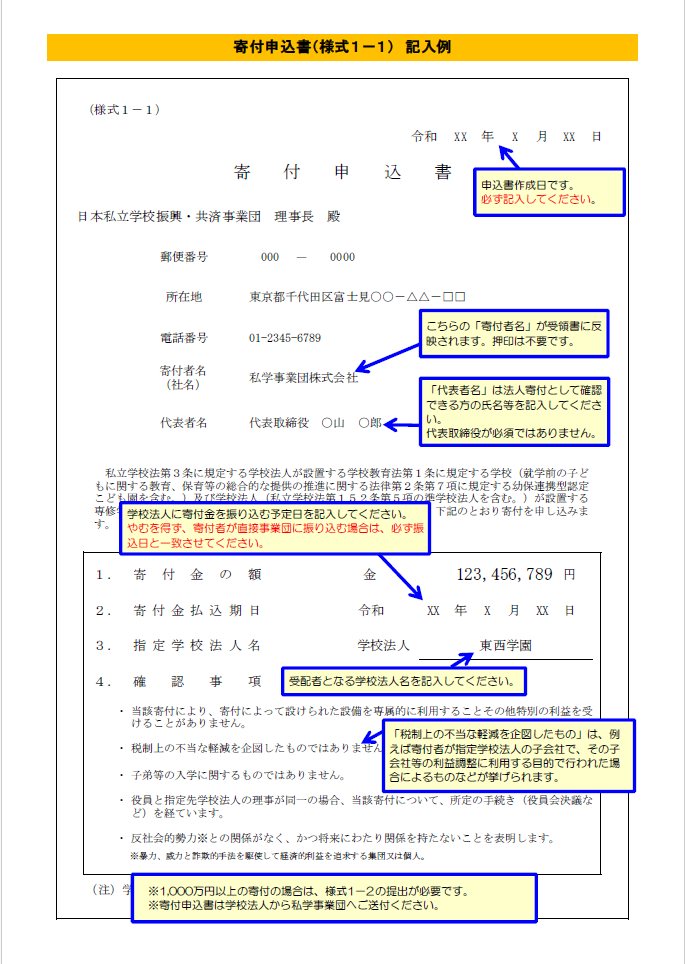 寄付申込書(様式1-1) 記入例
（様式１－１）
令和 XX 年 X 月 XX 日
寄付申込書
申込書作成日です。
必ず記入してください。
日本私立学校振興・共済事業団 理事長 殿
郵便番号 000 － 0000
所在地 東京都千代田区富士見○○－△△－□□
電話番号 01-2345-6789
こちらの「寄付者名」が受領書に反
映されます。押印は不要です。
寄付者名
（社名） 私学事業団株式会社
「代表者名」は法人寄付として確認
できる方の氏名等を記入してくださ
い。
代表取締役が必須ではありません。
代表者名 代表取締役 ○山 ○郎
私立学校法第３条に規定する学校法人が設置する学校教育法第１条に規定する学校（就学前の子ど
もに関する教育、保育等の総合的な提供の推進に関する法律第２条第７項に規定する幼保連携型認定
こども園を含む。）及び学校法人（私立学校法第１５２条第５項の準学校法人を含む。）が設置する
専修学 下記のとおり寄付を申し込みま
す。
学校法人に寄付金を振り込む予定日を記入してください。
やむを得ず、寄付者が直接事業団に振り込む場合は、必ず振
込日と一致させてください。
１． 寄付金の額 金 123,456,789 円
２． 寄付金払込期日 令和 XX 年 X 月 XX 日
３． 指定学校法人名 学校法人 東西学園
４． 確認事項
受配者となる学校法人名を記入してください。
・当該寄付により、寄付によって設けられた設備を専属的に利用することその他特別の利益を受
けることがありません。
・税制上の不当な軽減を企図したものではありません
「税制上の不当な軽減を企図したもの」は、例
えば寄付者が指定学校法人の子会社で、その子
会社等の利益調整に利用する目的で行われた場
合によるものなどが挙げられます。
・子弟等の入学に関するものではありません。
・役員と指定先学校法人の理事が同一の場合、当該寄付について、所定の手続き（役員会決議な
ど）を経ています。
・反社会的勢力※との関係がなく、かつ将来にわたり関係を持たないことを表明します。
※暴力、威力と詐欺的手法を駆使して経済的利益を追求する集団又は個人。
（注）学
※1,000万円以上の寄付の場合は、様式1－2の提出が必要です。
※寄付申込書は学校法人から私学事業団へご送付ください。